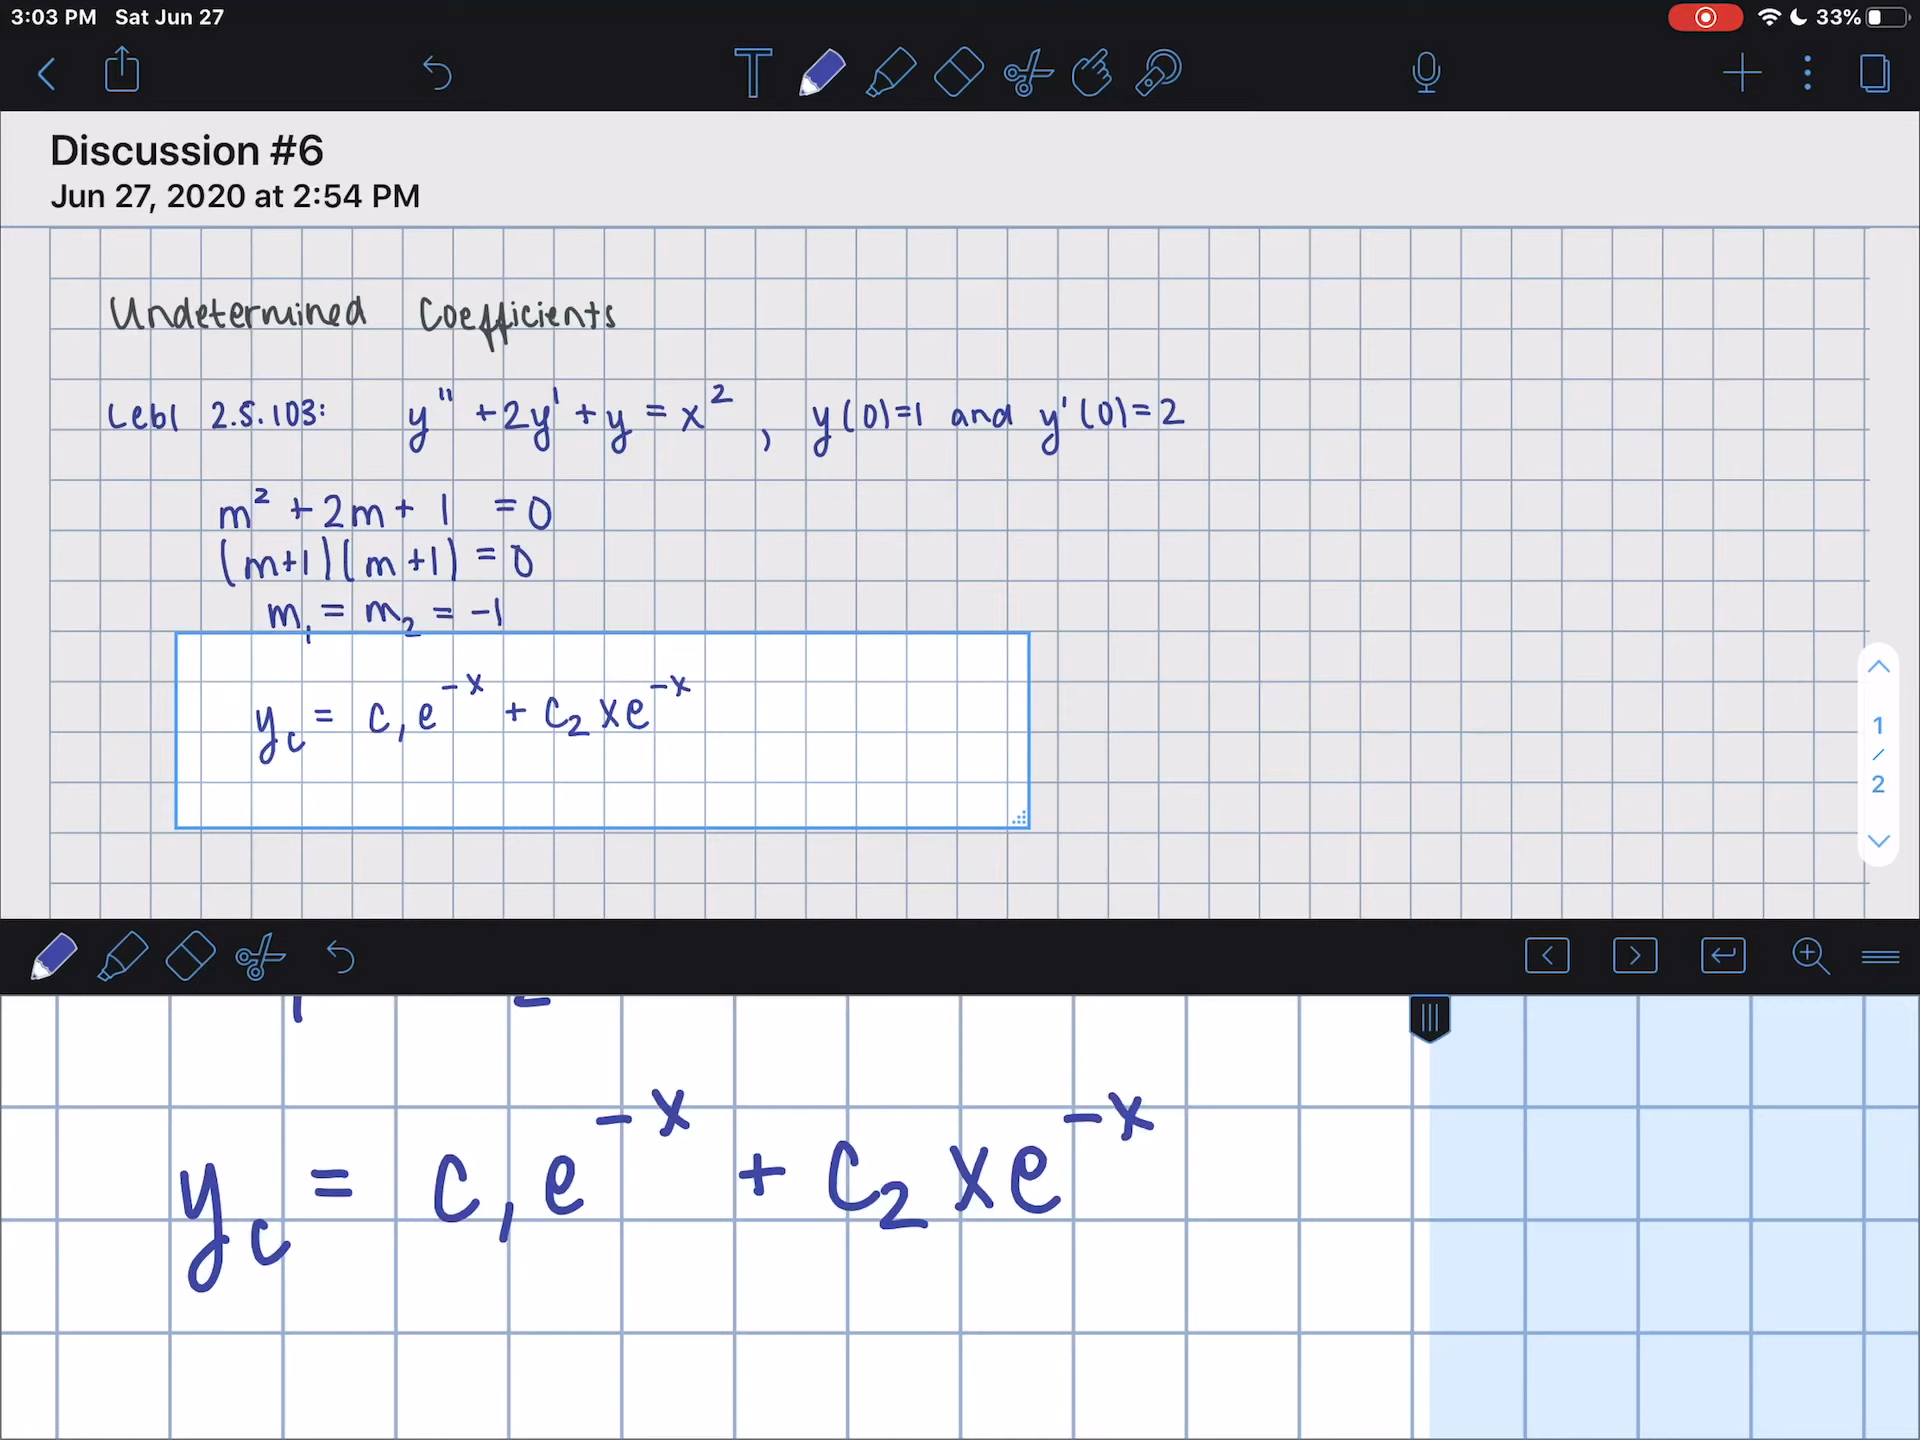 3:03 PM Sat Jun 27 33%
T
Discussion #6
Jun 27, 2020 at 2:54 PM
Undetermined Coefficients
Lebl 2.5.103: y'' + 2y' + y = x², y(0)=1 and y'(0)=2
m² + 2m + 1 = 0
(m+1)(m+1) = 0
m₁ = m₂ = -1
y_c = c₁e^{-x} + c₂xe^{-x}
1
/
2
y_c = c₁e^{-x} + c₂xe^{-x}